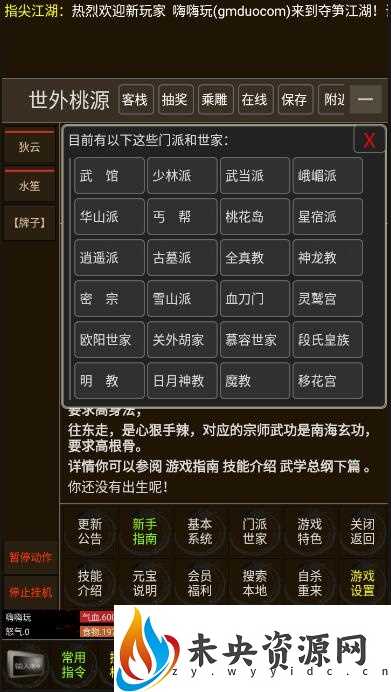 指尖江湖：热烈欢迎新玩家 嗨嗨玩(gmduocom)来到夺笋江湖！
世外桃源 客栈 抽奖 乘雕 在线 保存 附近 —
狄云
水笙
【牌子】
目前有以下这些门派和世家： X
武 馆 少林派 武当派 峨嵋派
华山派 丐 帮 桃花岛 星宿派
逍遥派 古墓派 全真教 神龙教
密 宗 雪山派 血刀门 灵鹫宫
欧阳世家 关外胡家 慕容世家 段氏皇族
明 教 日月神教 魔教 移花宫
要求高身法；
往东走，是心狠手辣，对应的宗师武功是南海玄功，
要求高根骨。
详情你可以参阅 游戏指南 技能介绍 武学总纲下篇 。
你还没有出生呢！
更新公告 新手指南 基本系统 门派世家 游戏特色 关闭返回
技能介绍 元宝说明 会员福利 搜索本地 自杀重来 游戏设置
暂停动作
停止挂机
嗨嗨玩 气血.600
怒气.0 食物.197
输入
常用指令
未央资源网
zy.wyyidc.cn